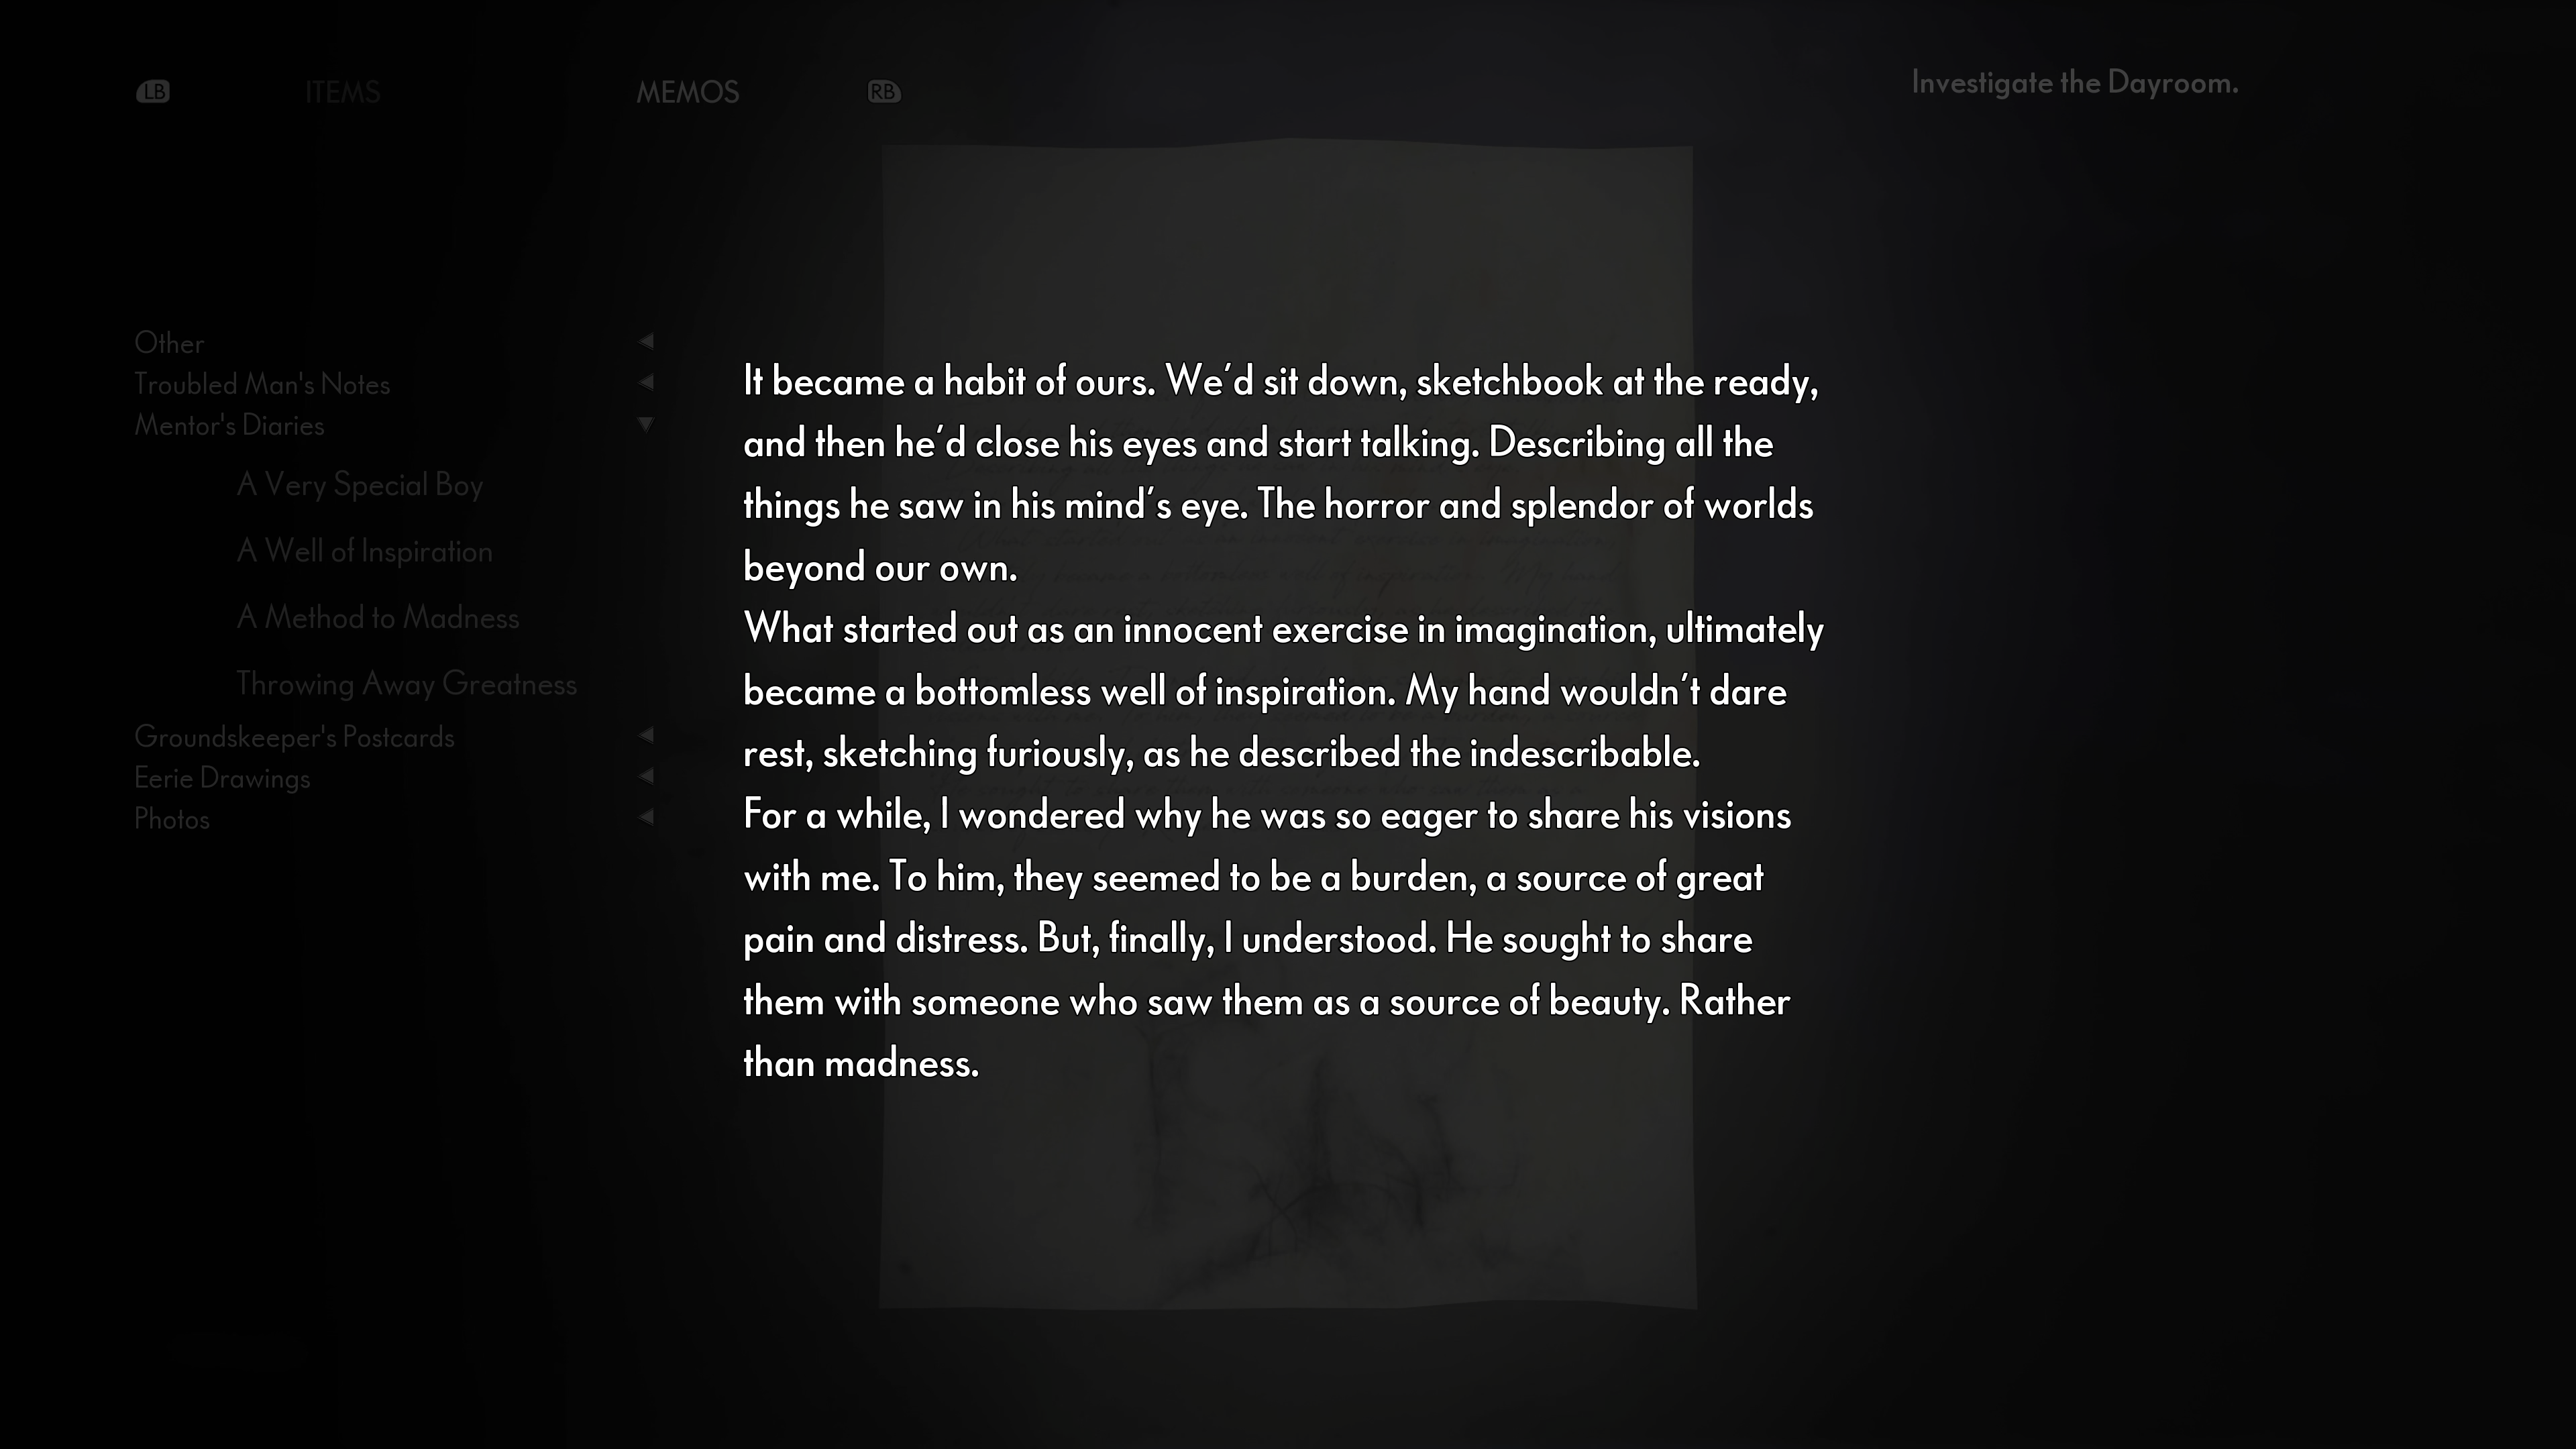 LB
ITEMS
MEMOS
RB
Investigate the Dayroom.
Other
Troubled Man's Notes
Mentor's Diaries
A Very Special Boy
A Well of Inspiration
A Method to Madness
Throwing Away Greatness
Groundskeeper's Postcards
Eerie Drawings
Photos
It became a habit of ours. We'd sit down, sketchbook at the ready,
and then he'd close his eyes and start talking. Describing all the
things he saw in his mind's eye. The horror and splendor of worlds
beyond our own.
What started out as an innocent exercise in imagination, ultimately
became a bottomless well of inspiration. My hand wouldn't dare
rest, sketching furiously, as he described the indescribable.
For a while, I wondered why he was so eager to share his visions
with me. To him, they seemed to be a burden, a source of great
pain and distress. But, finally, I understood. He sought to share
them with someone who saw them as a source of beauty. Rather
than madness.